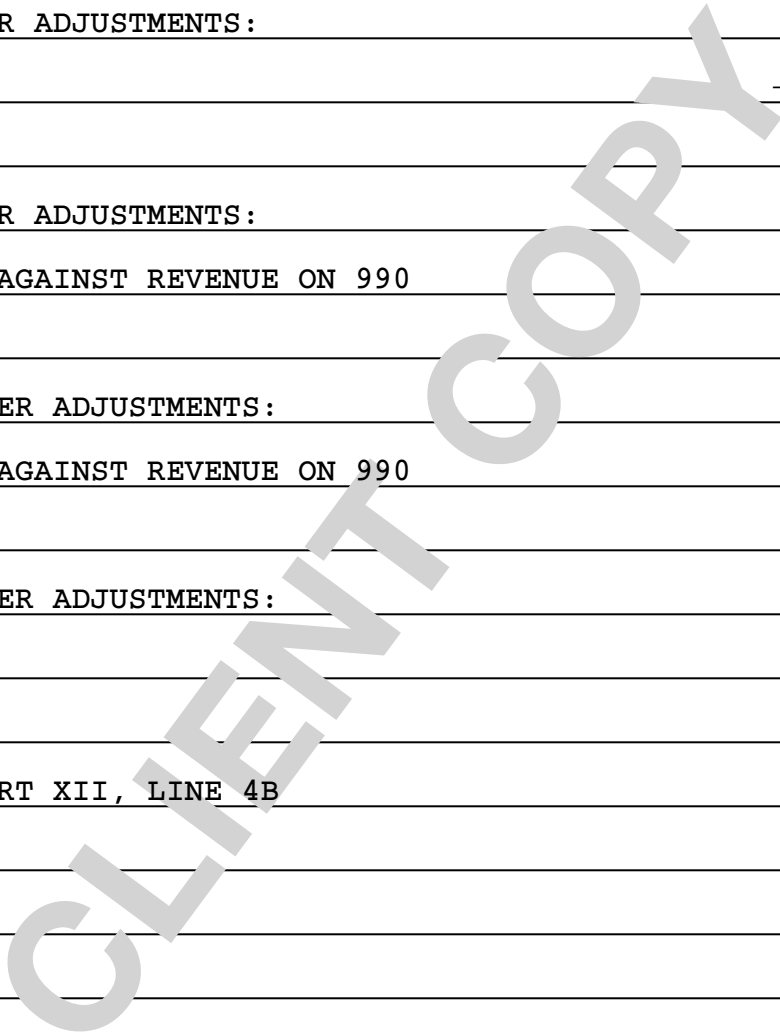 R ADJUSTMENTS:
R ADJUSTMENTS:
AGAINST REVENUE ON 990
ER ADJUSTMENTS:
AGAINST REVENUE ON 990
ER ADJUSTMENTS:
RT XII, LINE 4B
CLIENT COPY